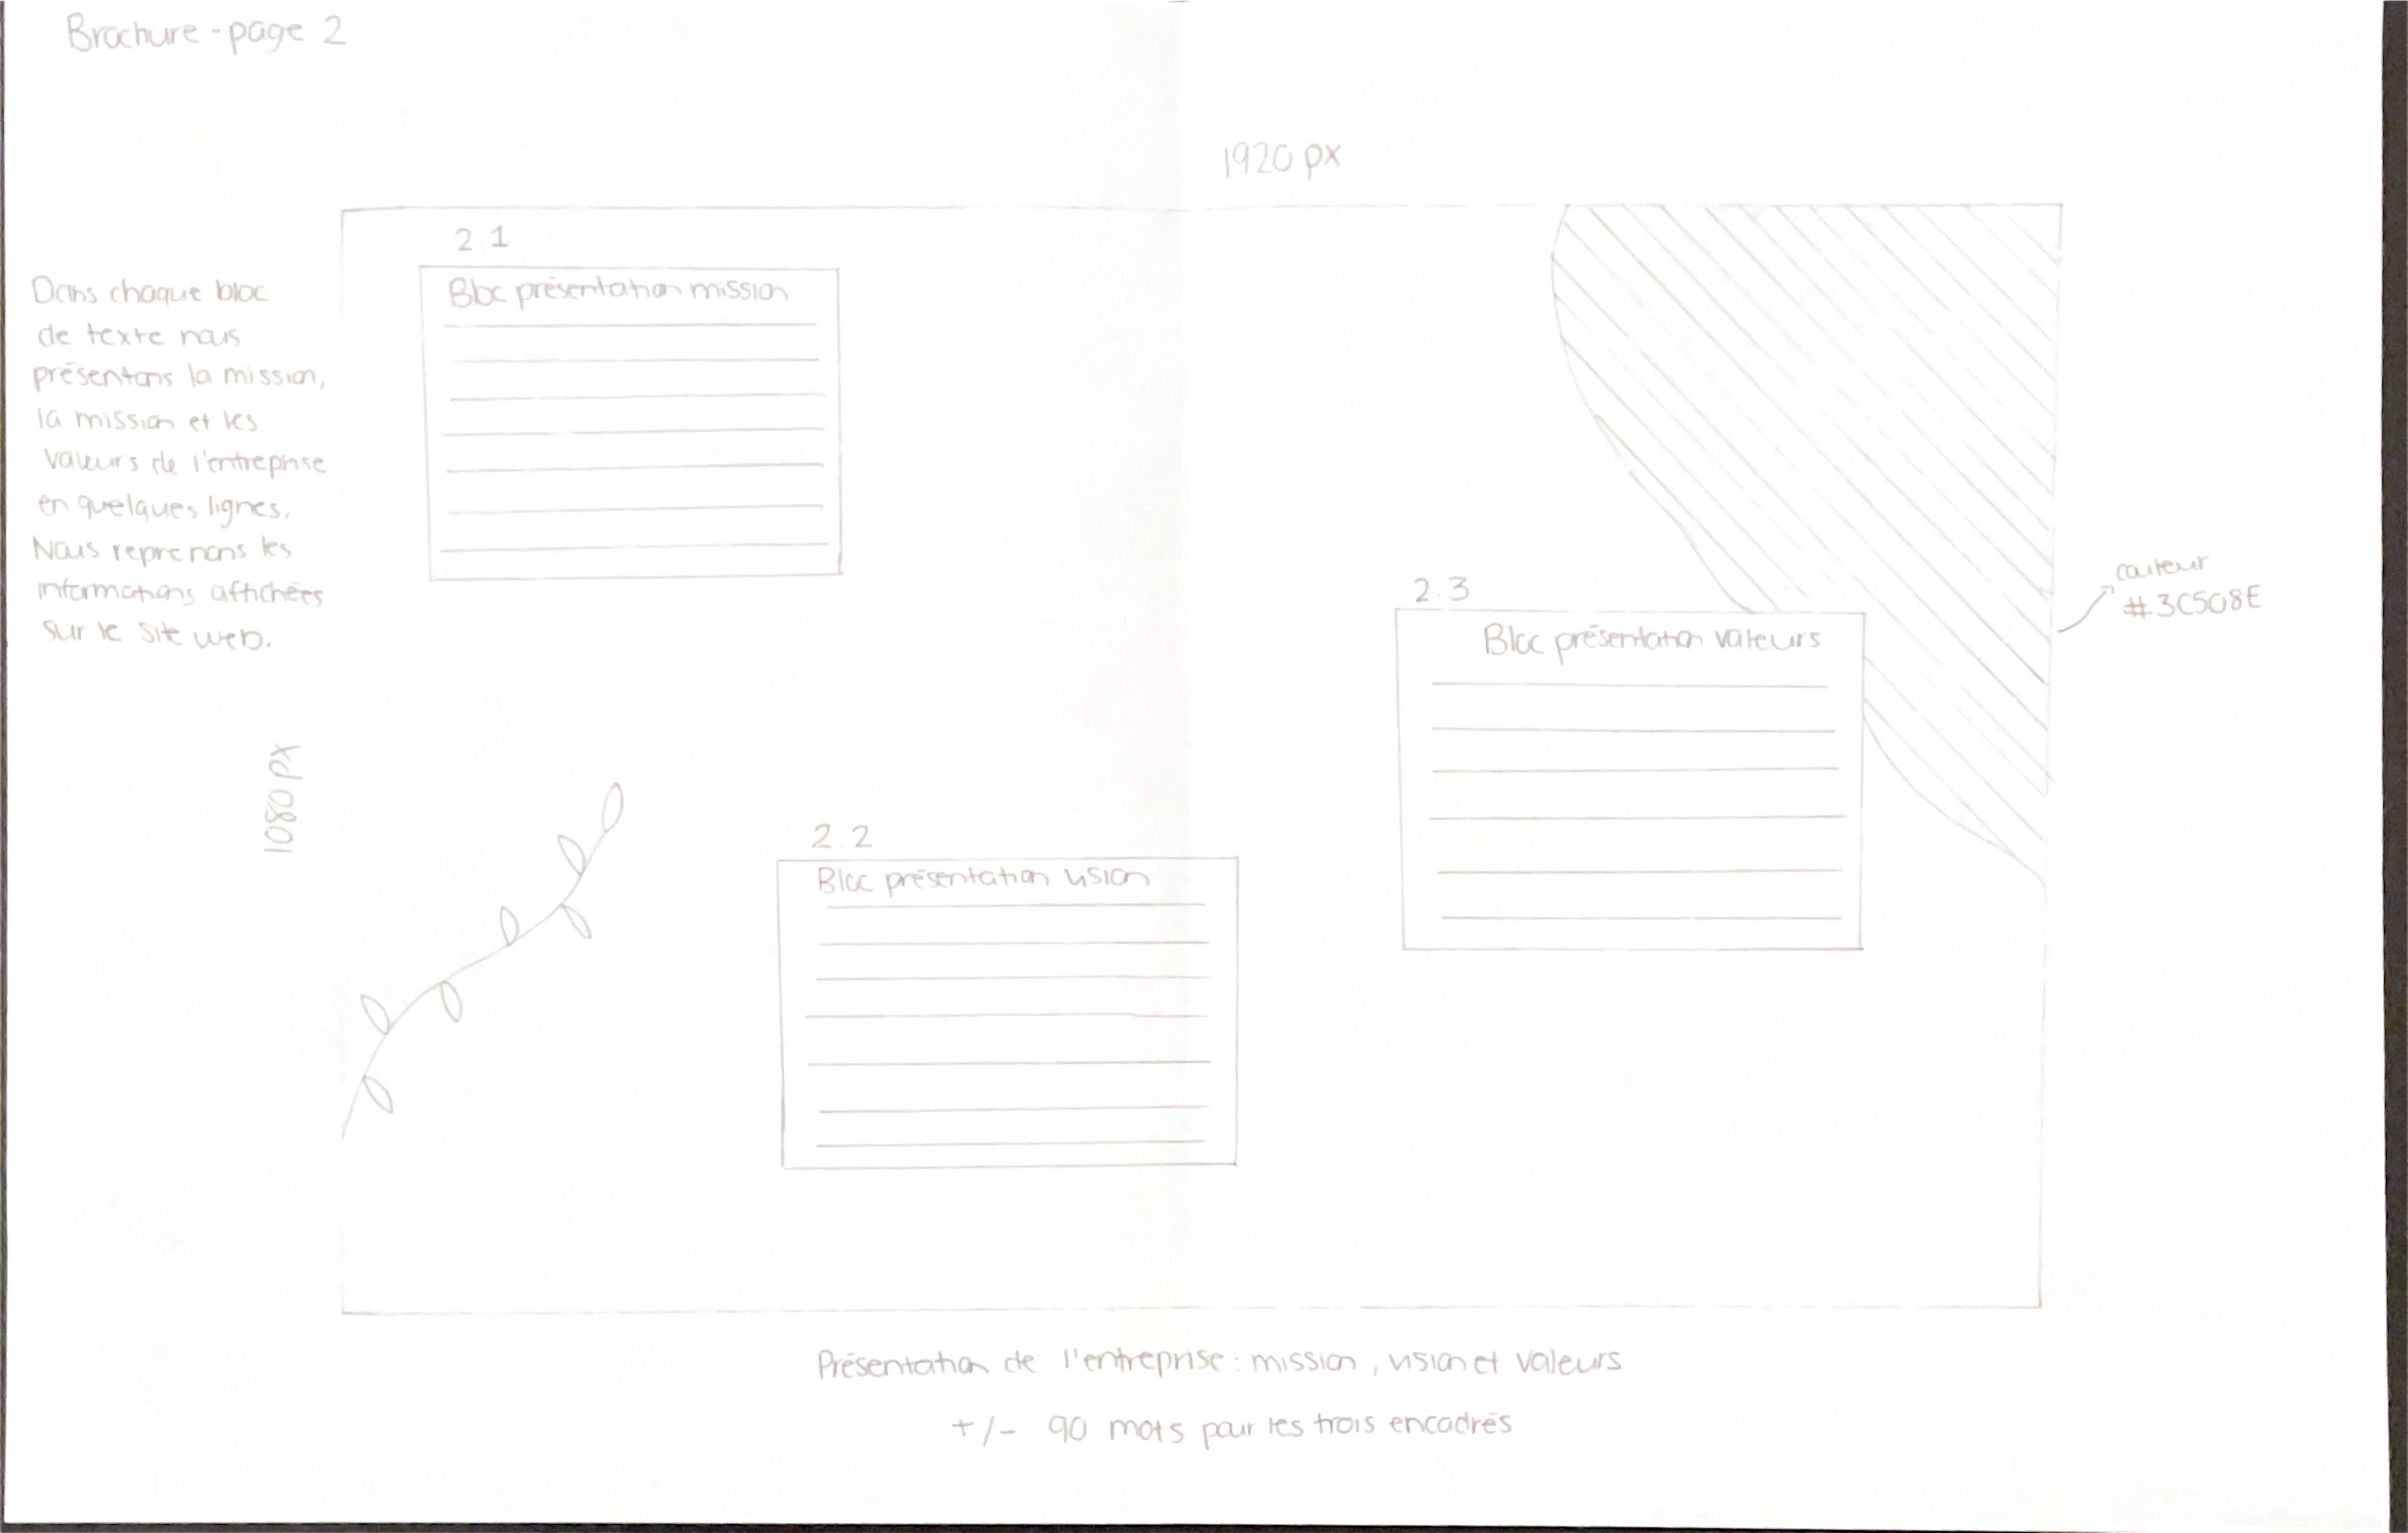 Brochure - page 2
1920 px
Dans chaque bloc
de texte nous
présentons la mission,
la mission et les
valeurs de l'entreprise
en quelques lignes.
Nous reprenons les
informations affichées
sur le site web.
1080 px
2.1
Bloc présentation mission
2.2
Bloc présentation vision
2.3
Bloc présentation valeurs
couleur
#3C508E
Présentation de l'entreprise : mission, vision et valeurs
+/- 90 mots pour les trois encadrés